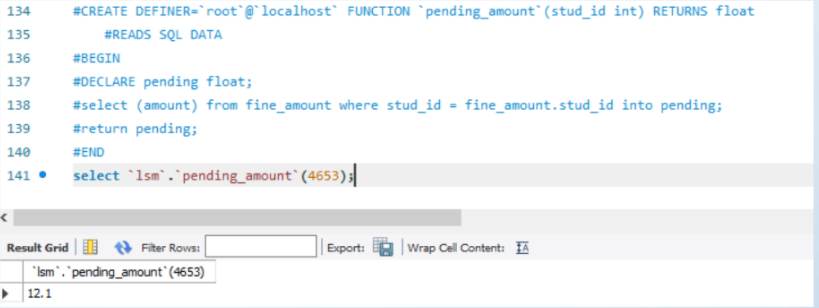 134 #CREATE DEFINER=`root`@`localhost` FUNCTION `pending_amount`(stud_id int) RETURNS float
135 #READS SQL DATA
136 #BEGIN
137 #DECLARE pending float;
138 #select (amount) from fine_amount where stud_id = fine_amount.stud_id into pending;
139 #return pending;
140 #END
141 select `lsm`.`pending_amount`(4653);
Result Grid Filter Rows: Export: Wrap Cell Content:
`lsm`.`pending_amount`(4653)
12.1